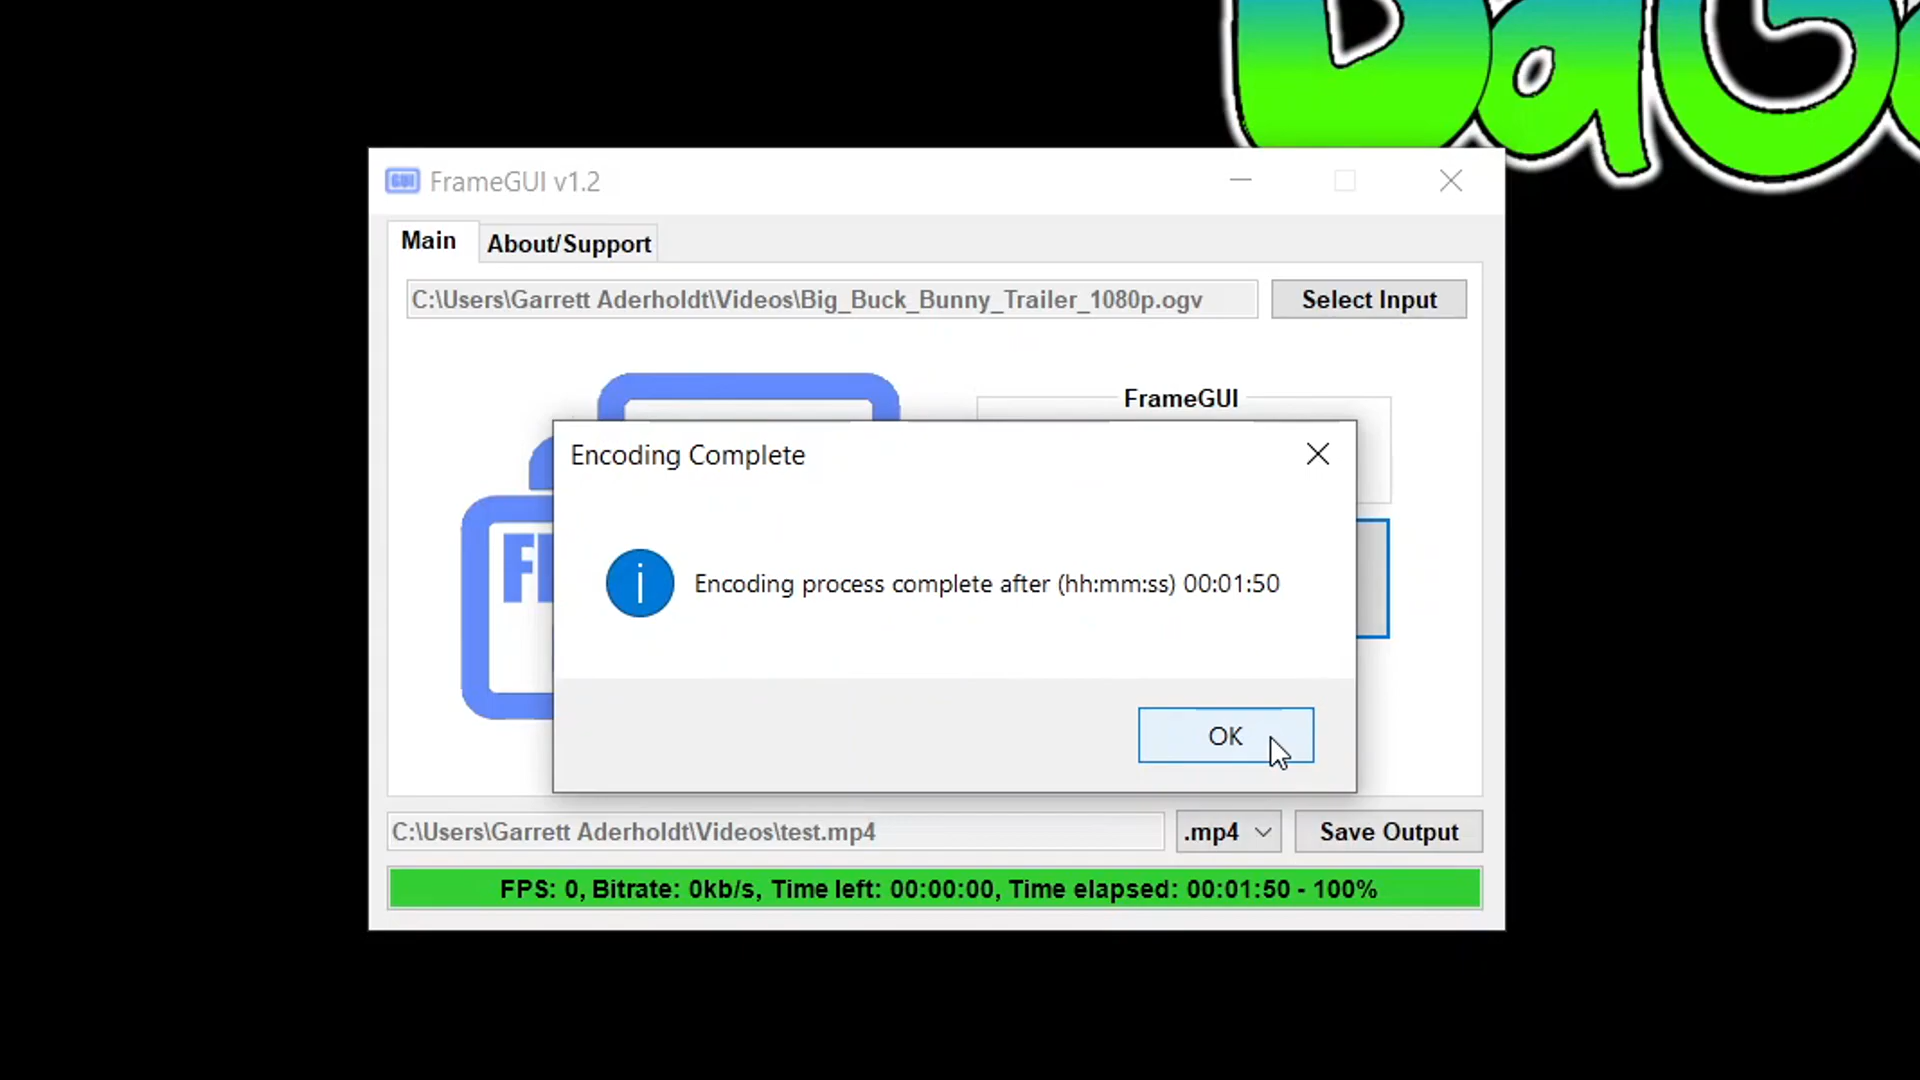 DaG
GUI
FrameGUI v1.2
Main
About/Support
C:\Users\Garrett Aderholdt\Videos\Big_Buck_Bunny_Trailer_1080p.ogv
Select Input
FrameGUI
Encoding Complete
Encoding process complete after (hh:mm:ss) 00:01:50
OK
C:\Users\Garrett Aderholdt\Videos\test.mp4
.mp4
Save Output
FPS: 0, Bitrate: 0kb/s, Time left: 00:00:00, Time elapsed: 00:01:50 - 100%